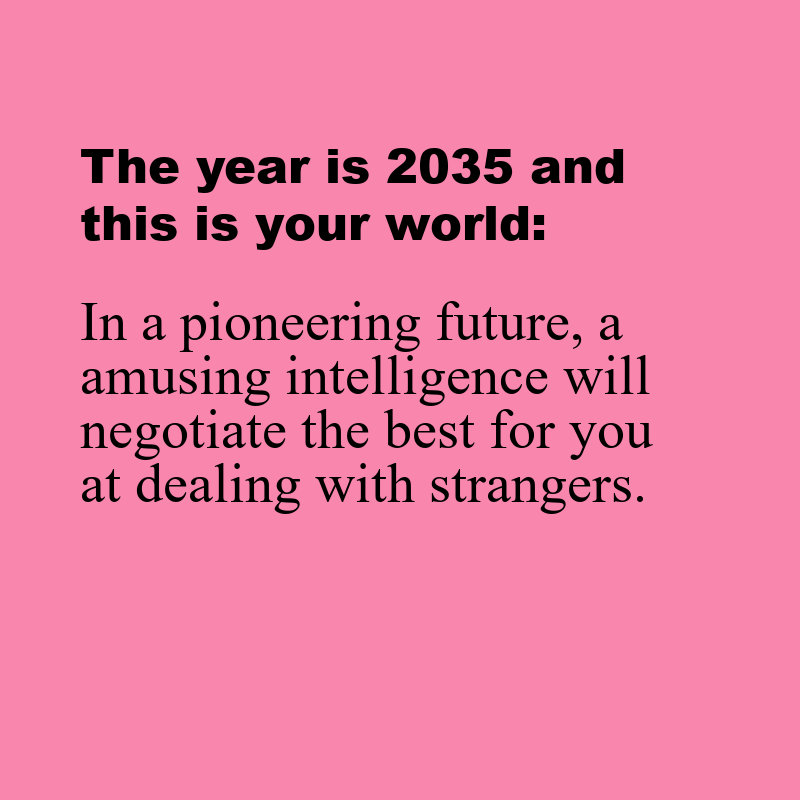 The year is 2035 and
this is your world:
In a pioneering future, a
amusing intelligence will
negotiate the best for you
at dealing with strangers.